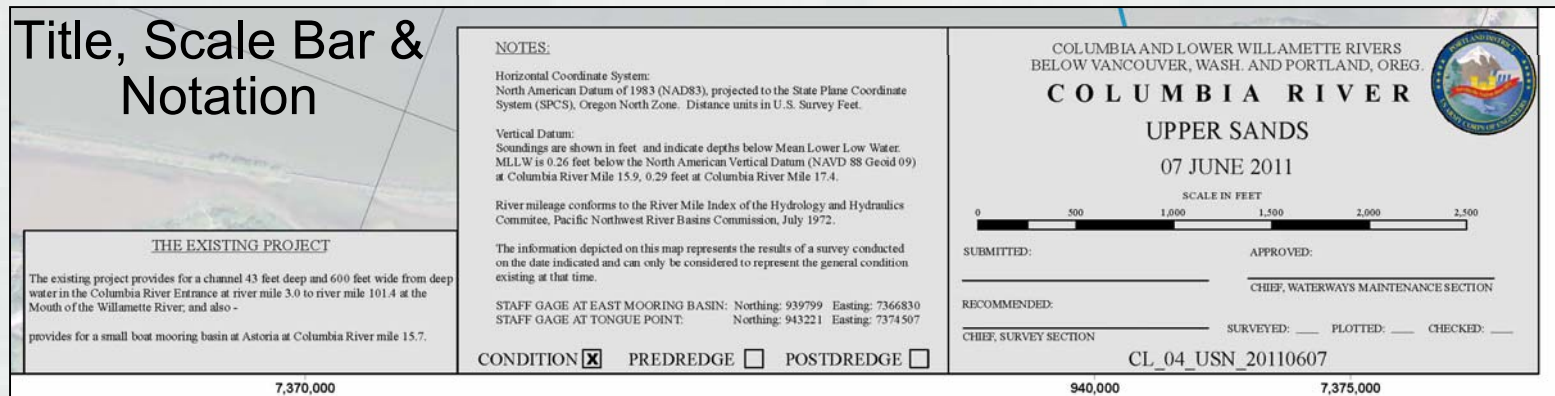 Title, Scale Bar &
Notation
THE EXISTING PROJECT
The existing project provides for a channel 43 feet deep and 600 feet wide from deep
water in the Columbia River Entrance at river mile 3.0 to river mile 101.4 at the
Mouth of the Willamette River; and also -
provides for a small boat mooring basin at Astoria at Columbia River mile 15.7.
NOTES:
Horizontal Coordinate System:
North American Datum of 1983 (NAD83), projected to the State Plane Coordinate
System (SPCS), Oregon North Zone. Distance units in U.S. Survey Feet.
Vertical Datum:
Soundings are shown in feet and indicate depths below Mean Lower Low Water.
MLLW is 0.26 feet below the North American Vertical Datum (NAVD 88 Geoid 09)
at Columbia River Mile 15.9, 0.29 feet at Columbia River Mile 17.4.
River mileage conforms to the River Mile Index of the Hydrology and Hydraulics
Commitee, Pacific Northwest River Basins Commission, July 1972.
The information depicted on this map represents the results of a survey conducted
on the date indicated and can only be considered to represent the general condition
existing at that time.
STAFF GAGE AT EAST MOORING BASIN: Northing: 939799 Easting: 7366830
STAFF GAGE AT TONGUE POINT: Northing: 943221 Easting: 7374507
CONDITION X PREDREDGE POSTDREDGE
COLUMBIA AND LOWER WILLAMETTE RIVERS
BELOW VANCOUVER, WASH. AND PORTLAND, OREG.
COLUMBIA RIVER
UPPER SANDS
07 JUNE 2011
SCALE IN FEET
0 500 1,000 1,500 2,000 2,500
SUBMITTED: APPROVED:
CHIEF, WATERWAYS MAINTENANCE SECTION
RECOMMENDED:
CHIEF, SURVEY SECTION
SURVEYED: ___ PLOTTED: ___ CHECKED: ___
CL_04_USN_20110607
PORTLAND DISTRICT
US ARMY CORPS OF ENGINEERS
7,370,000 940,000 7,375,000